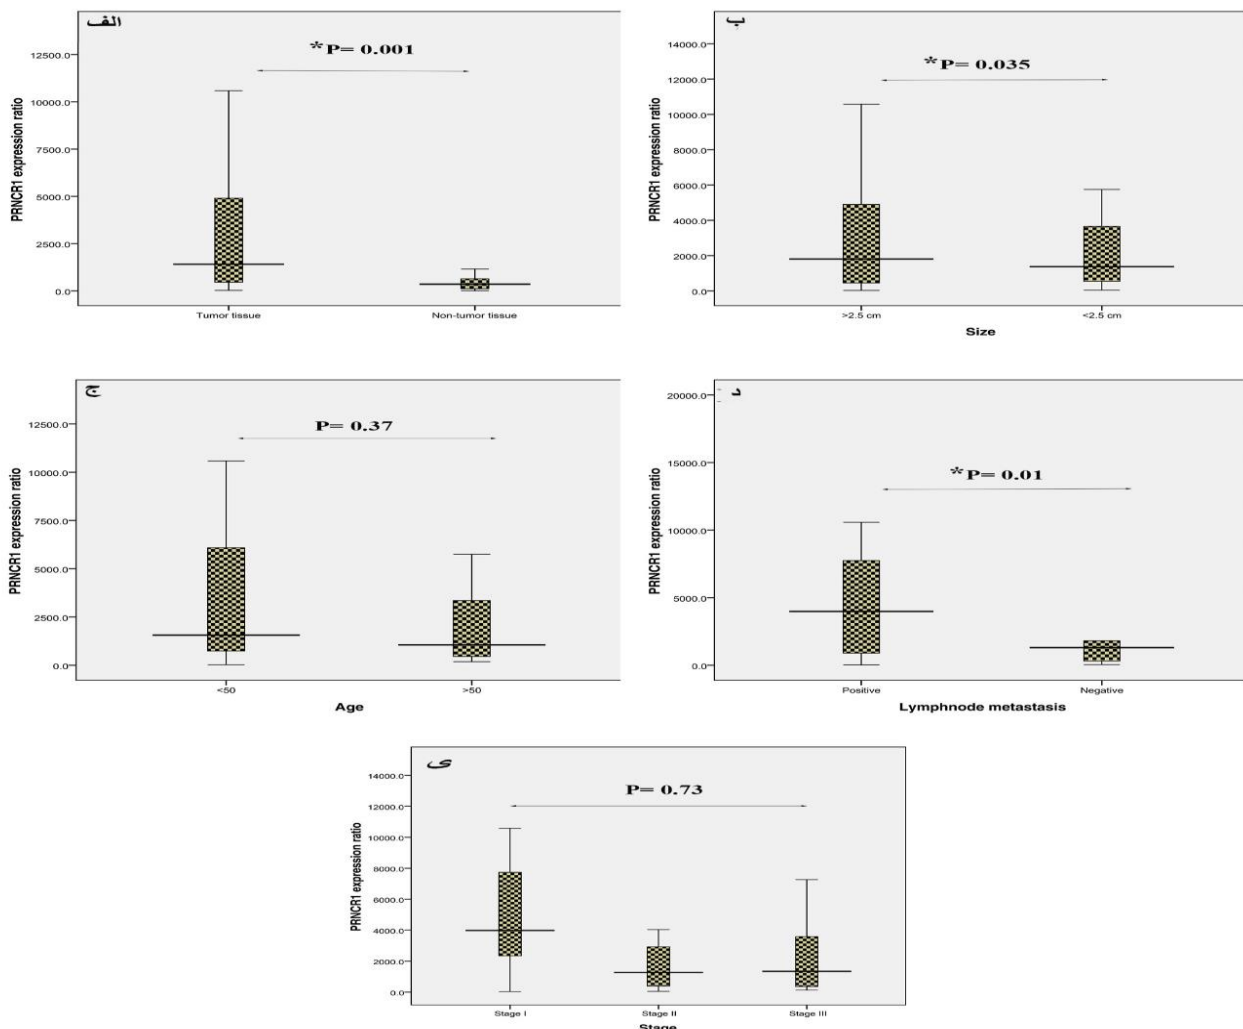 الف
*P= 0.001
PRNCR1 expression ratio
12500.0
10000.0
7500.0
5000.0
2500.0
0.0
Tumor tissue Non-tumor tissue
ب
*P= 0.035
PRNCR1 expression ratio
14000.0
12000.0
10000.0
8000.0
6000.0
4000.0
2000.0
0.0
>2.5 cm <2.5 cm
Size
ج
P= 0.37
PRNCR1 expression ratio
12500.0
10000.0
7500.0
5000.0
2500.0
0.0
<50 >50
Age
د
*P= 0.01
PRNCR1 expression ratio
20000.0
15000.0
10000.0
5000.0
0.0
Positive Negative
Lymphnode metastasis
ی
P= 0.73
PRNCR1 expression ratio
14000.0
12000.0
10000.0
8000.0
6000.0
4000.0
2000.0
0.0
Stage I Stage II Stage III
Stage